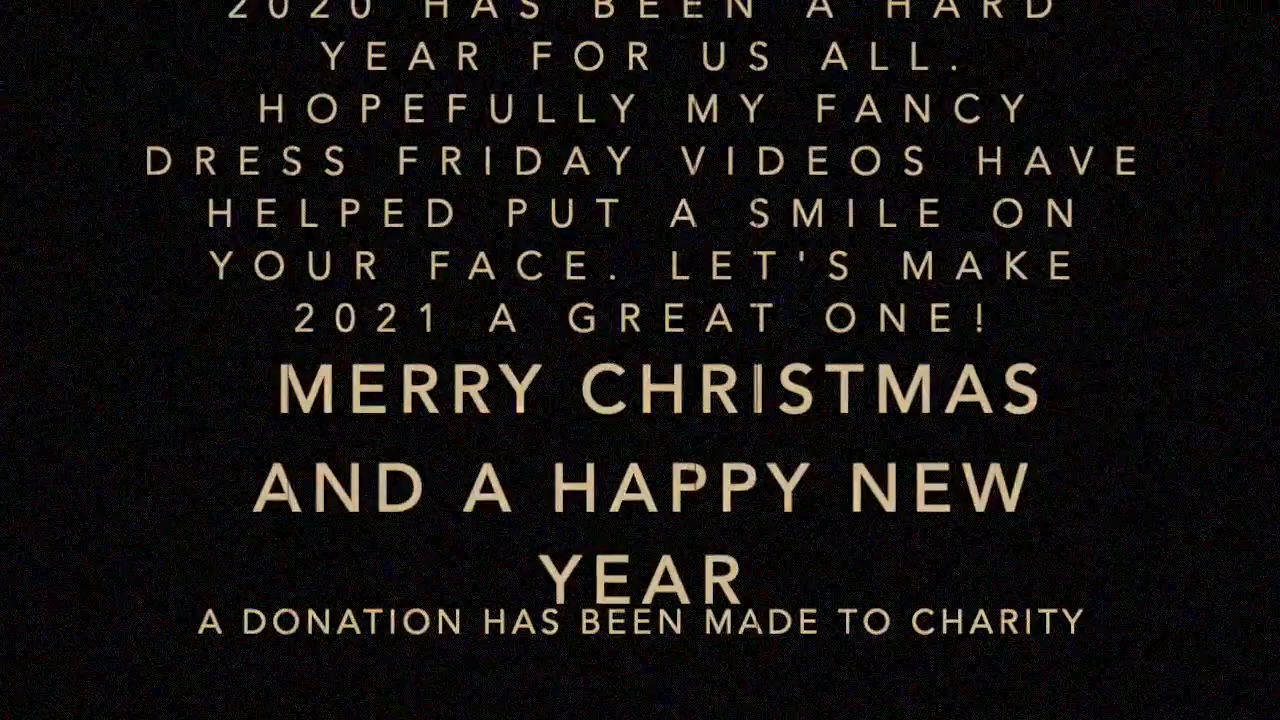 2020 HAS BEEN A HARD
YEAR FOR US ALL.
HOPEFULLY MY FANCY
DRESS FRIDAY VIDEOS HAVE
HELPED PUT A SMILE ON
YOUR FACE. LET'S MAKE
2021 A GREAT ONE!
MERRY CHRISTMAS
AND A HAPPY NEW
YEAR
A DONATION HAS BEEN MADE TO CHARITY